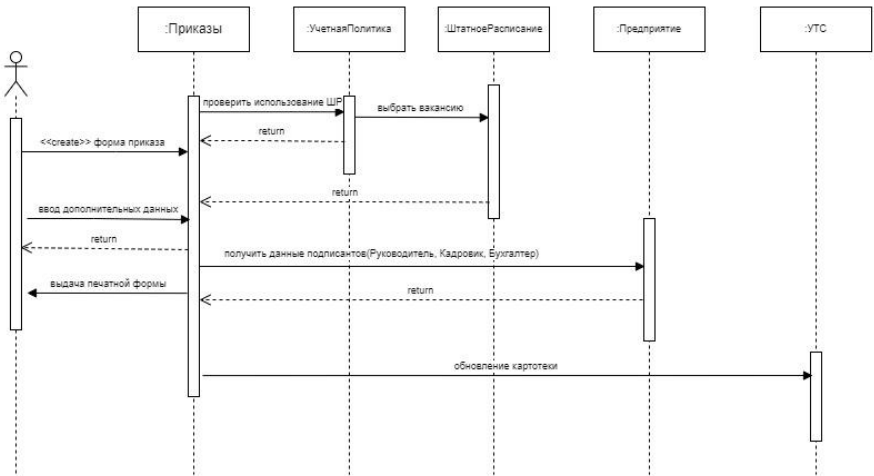 :Приказы
:УчетнаяПолитика
:ШтатноеРасписание
:Предприятие
:УТС
проверить использование ШР
выбрать вакансию
return
<<create>> форма приказа
return
ввод дополнительных данных
return
получить данные подписантов(Руководитель, Кадровик, Бухгалтер)
выдача печатной формы
return
обновление картотеки